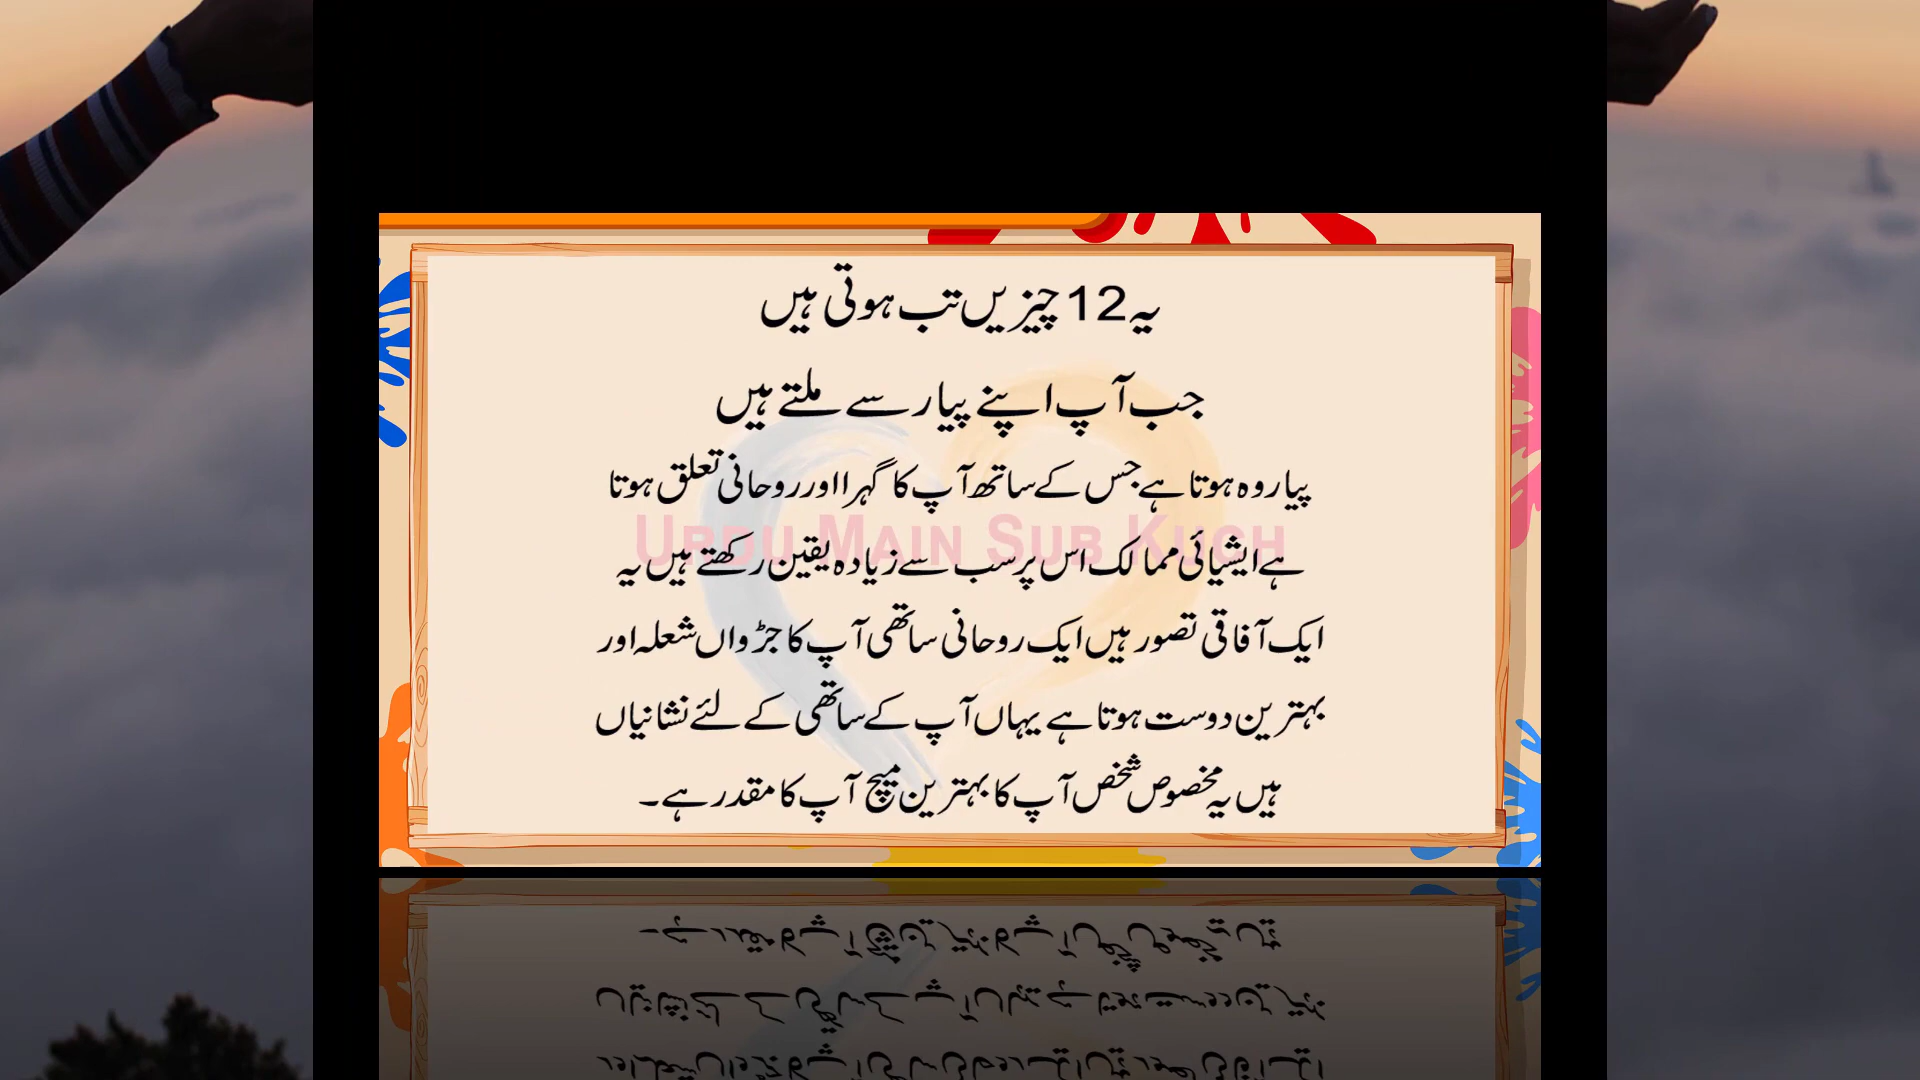 یہ 12 چیزیں تب ہوتی ہیں
جب آپ اپنے پیار سے ملتے ہیں
پیار وہ ہوتا ہے جس کے ساتھ آپ کا گہرا اور روحانی تعلق ہوتا
URDU MAIN SUB KUCH
ہے ایشیائی ممالک اس پر سب سے زیادہ یقین رکھتے ہیں یہ
ایک آفاقی تصور ہیں ایک روحانی ساتھی آپ کا جڑواں شعلہ اور
بہترین دوست ہوتا ہے یہاں آپ کے ساتھی کے لئے نشانیاں
ہیں یہ مخصوص شخص آپ کا بہترین میچ آپ کا مقدر ہے۔